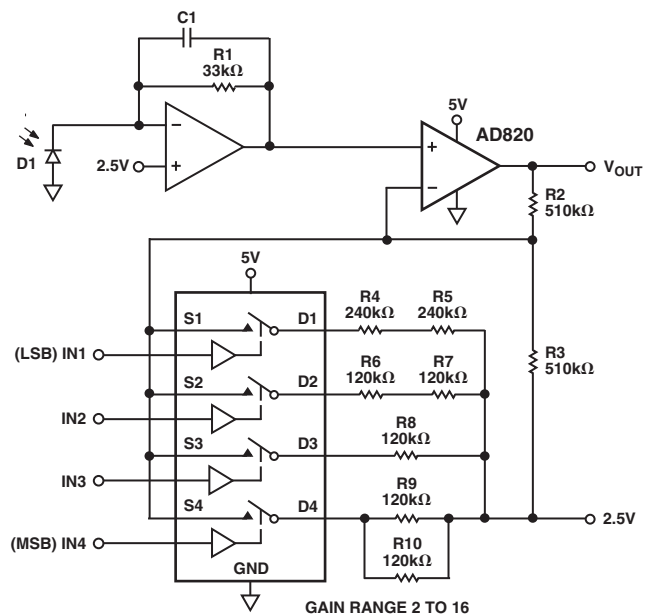 C1
R1
33kΩ
5V
AD820
D1
2.5V
V_OUT
R2
510kΩ
5V
R4
240kΩ
R5
240kΩ
S1
D1
(LSB) IN1
R3
510kΩ
R6
120kΩ
R7
120kΩ
S2
D2
IN2
R8
120kΩ
S3
D3
IN3
R9
120kΩ
S4
D4
2.5V
(MSB) IN4
R10
120kΩ
GND
GAIN RANGE 2 TO 16
−
+
+
−